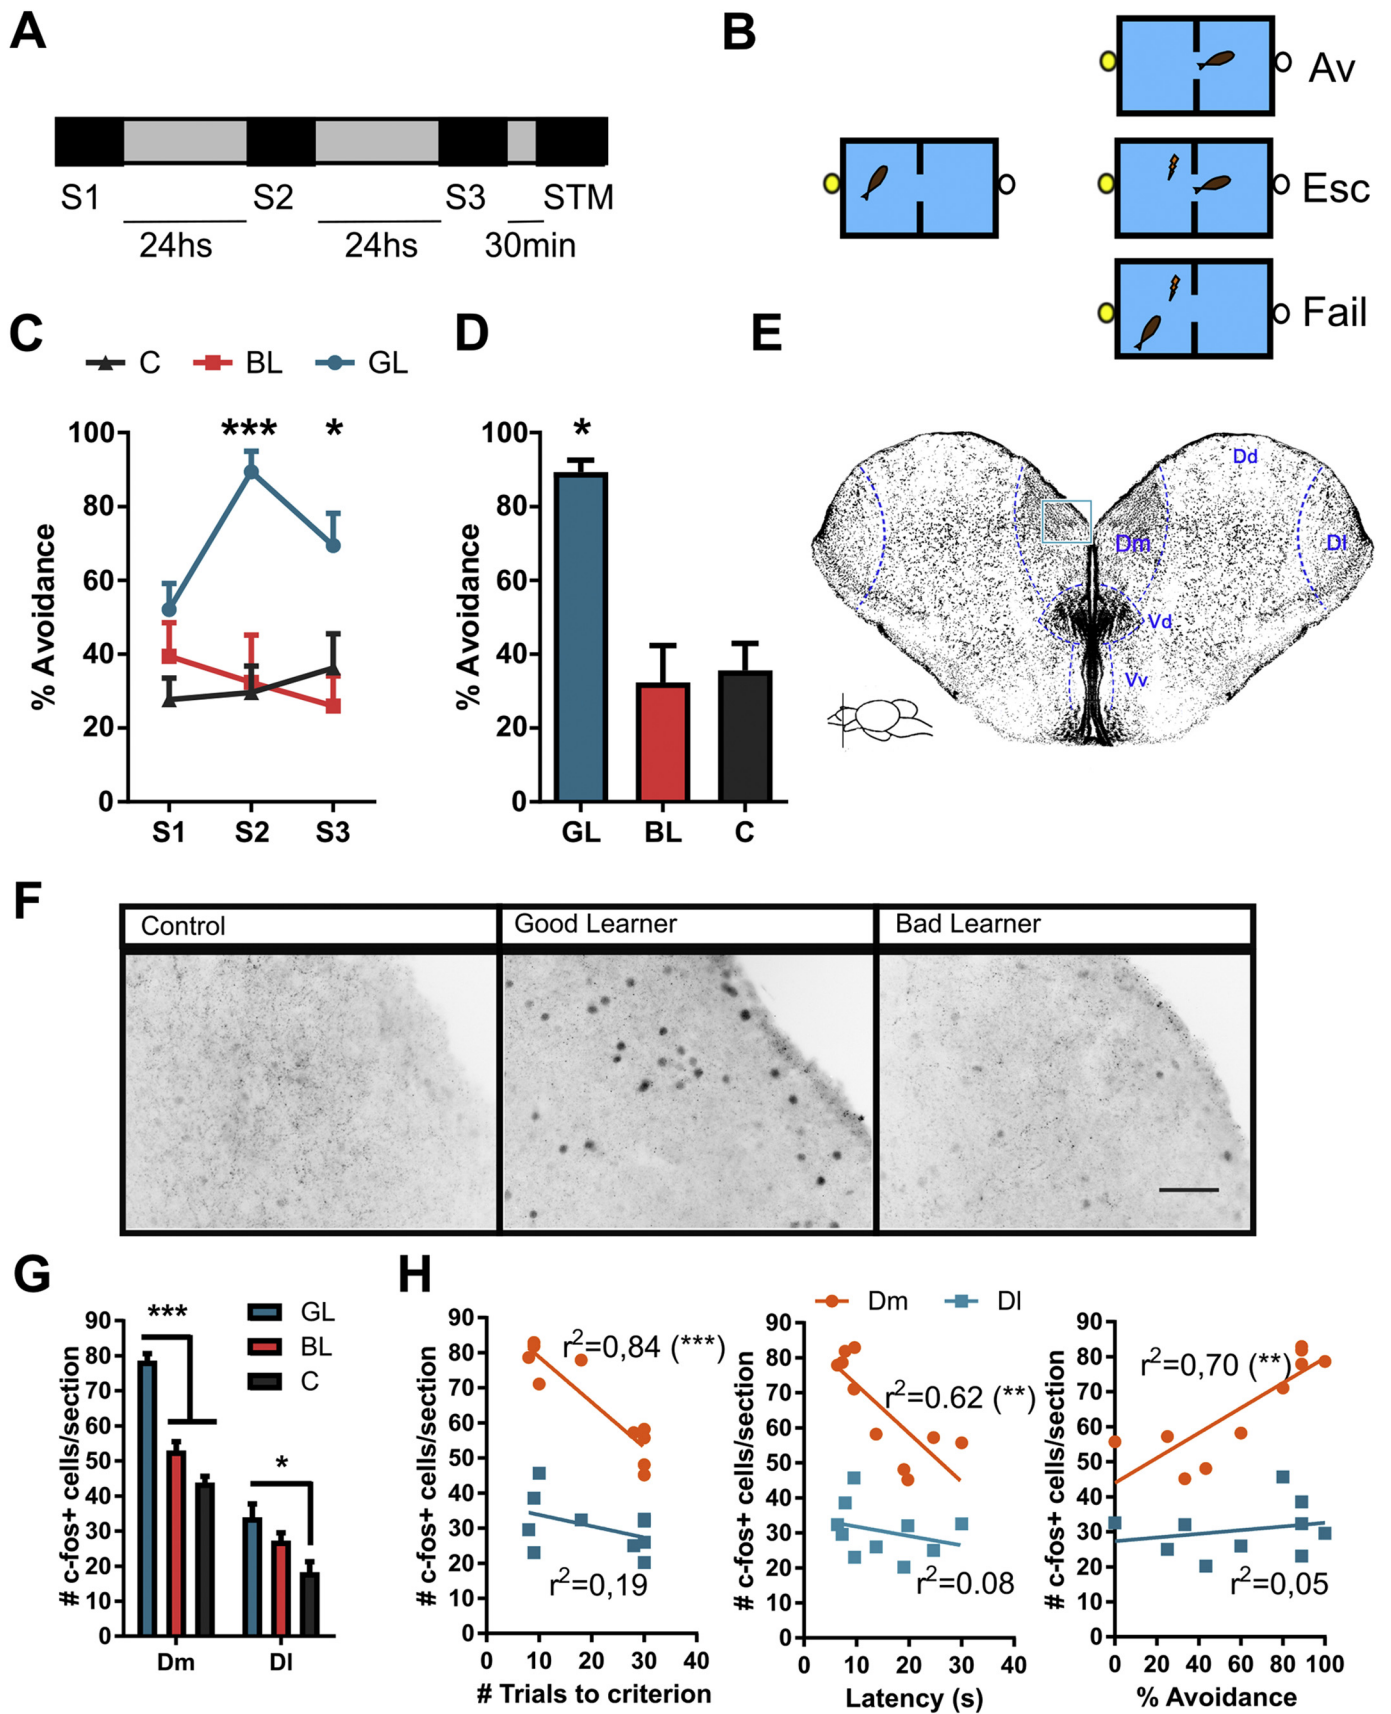 A
S1 S2 S3 STM
24hs 24hs 30min
B
Av
Esc
Fail
C
C BL GL
*** *
% Avoidance
100
80
60
40
20
0
S1 S2 S3
D
*
% Avoidance
100
80
60
40
20
0
GL BL C
E
Dd
Dm
Dl
Vd
Vv
F
Control Good Learner Bad Learner
G
GL
BL
C
***
*
# c-fos+ cells/section
90
80
70
60
50
40
30
20
10
0
Dm Dl
H
Dm Dl
# c-fos+ cells/section
90
80
70
60
50
40
30
20
10
0
r²=0,84 (***)
r²=0,19
0 10 20 30 40
# Trials to criterion
# c-fos+ cells/section
90
80
70
60
50
40
30
20
10
0
r²=0.62 (**)
r²=0.08
0 10 20 30 40
Latency (s)
# c-fos+ cells/section
90
80
70
60
50
40
30
20
10
0
r²=0,70 (**)
r²=0,05
0 20 40 60 80 100
% Avoidance